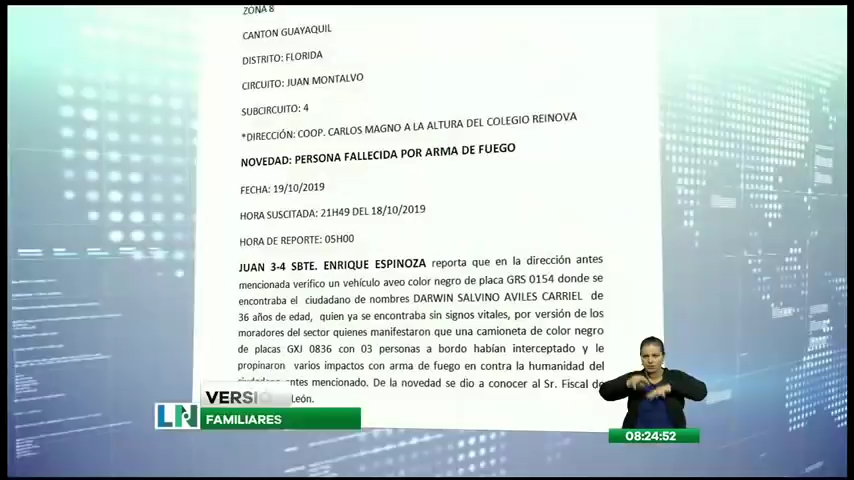 ZONA 8
CANTON GUAYAQUIL
DISTRITO: FLORIDA
CIRCUITO: JUAN MONTALVO
SUBCIRCUITO: 4
*DIRECCIÓN: COOP. CARLOS MAGNO A LA ALTURA DEL COLEGIO REINOVA
NOVEDAD: PERSONA FALLECIDA POR ARMA DE FUEGO
FECHA: 19/10/2019
HORA SUSCITADA: 21H49 DEL 18/10/2019
HORA DE REPORTE: 05H00
JUAN 3-4 SBTE. ENRIQUE ESPINOZA reporta que en la dirección antes
mencionada verifico un vehículo aveo color negro de placa GRS 0154 donde se
encontraba el ciudadano de nombres DARWIN SALVINO AVILES CARRIEL de
36 años de edad, quien ya se encontraba sin signos vitales, por versión de los
moradores del sector quienes manifestaron que una camioneta de color negro
de placas GXJ 0836 con 03 personas a bordo habían interceptado y le
propinaron varios impactos con arma de fuego en contra la humanidad del
antes mencionado. De la novedad se dio a conocer al Sr. Fiscal de
León.
VERSIO
LN FAMILIARES
08:24:52